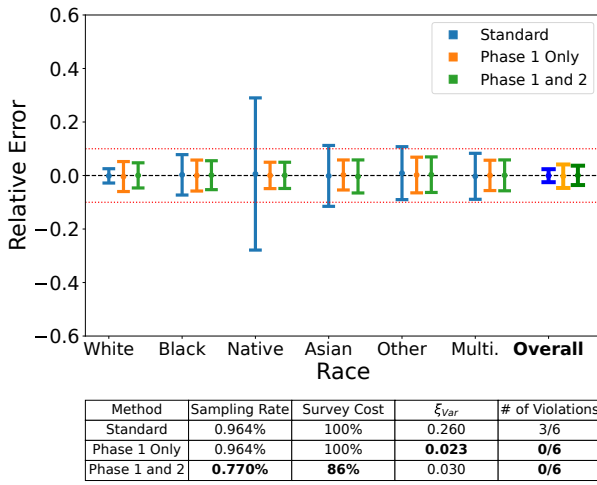 0.6
0.4
0.2
0.0
−0.2
−0.4
−0.6
Relative Error
Standard
Phase 1 Only
Phase 1 and 2
White Black Native Asian Other Multi. Overall
Race
Method Sampling Rate Survey Cost ξVar # of Violations
Standard 0.964% 100% 0.260 3/6
Phase 1 Only 0.964% 100% 0.023 0/6
Phase 1 and 2 0.770% 86% 0.030 0/6